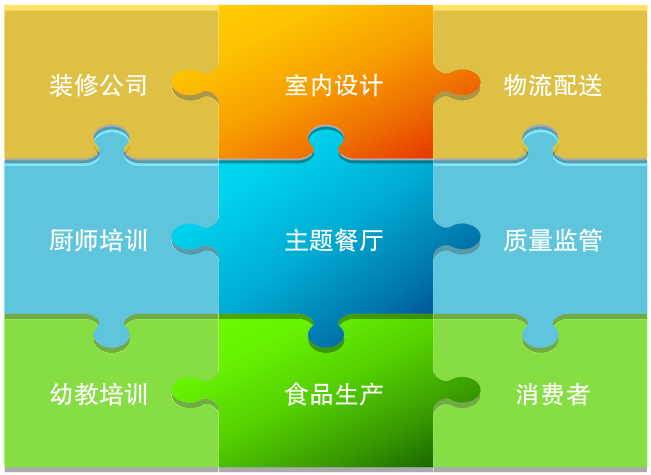 装修公司
室内设计
物流配送
厨师培训
主题餐厅
质量监管
幼教培训
食品生产
消费者